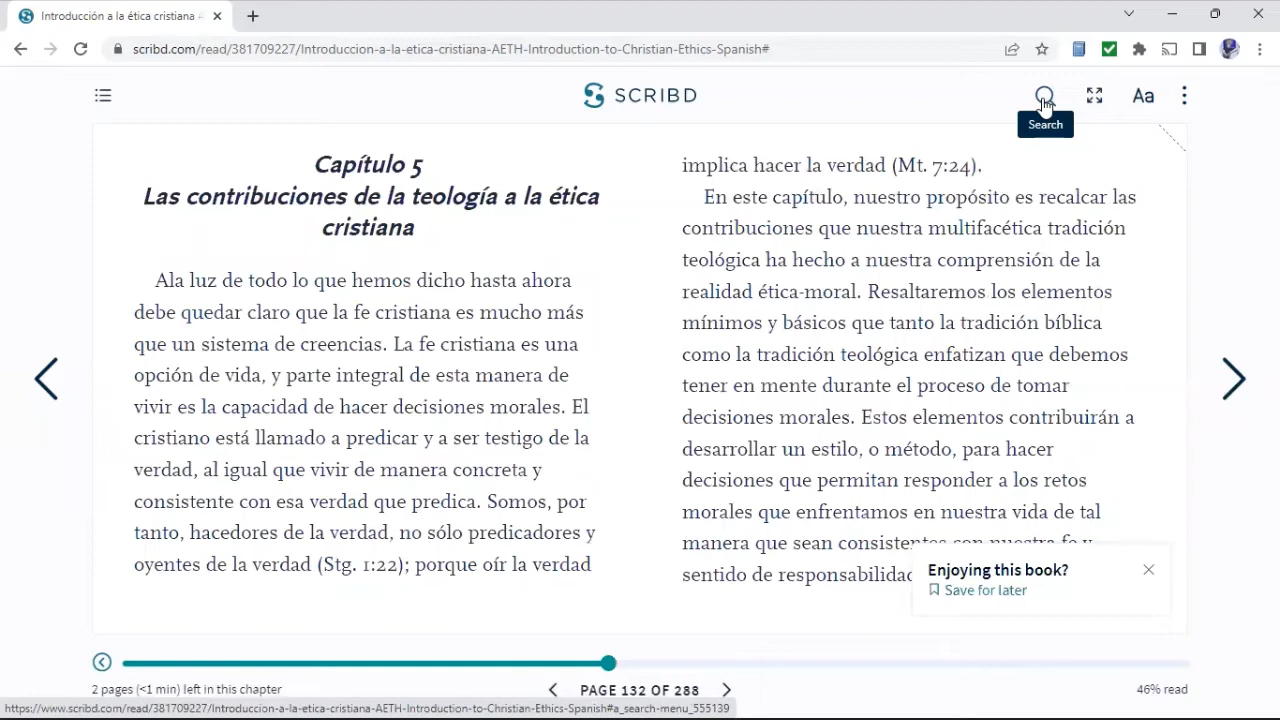 Introducción a la ética cristiana
scribd.com/read/381709227/Introduccion-a-la-etica-cristiana-AETH-Introduction-to-Christian-Ethics-Spanish#
SCRIBD
Aa
Search
Capítulo 5
Las contribuciones de la teología a la ética
cristiana
Ala luz de todo lo que hemos dicho hasta ahora
debe quedar claro que la fe cristiana es mucho más
que un sistema de creencias. La fe cristiana es una
opción de vida, y parte integral de esta manera de
vivir es la capacidad de hacer decisiones morales. El
cristiano está llamado a predicar y a ser testigo de la
verdad, al igual que vivir de manera concreta y
consistente con esa verdad que predica. Somos, por
tanto, hacedores de la verdad, no sólo predicadores y
oyentes de la verdad (Stg. 1:22); porque oír la verdad
implica hacer la verdad (Mt. 7:24).
En este capítulo, nuestro propósito es recalcar las
contribuciones que nuestra multifacética tradición
teológica ha hecho a nuestra comprensión de la
realidad ética-moral. Resaltaremos los elementos
mínimos y básicos que tanto la tradición bíblica
como la tradición teológica enfatizan que debemos
tener en mente durante el proceso de tomar
decisiones morales. Estos elementos contribuirán a
desarrollar un estilo, o método, para hacer
decisiones que permitan responder a los retos
morales que enfrentamos en nuestra vida de tal
manera que sean consistentes con nuestra fe y
sentido de responsabilidad
Enjoying this book?
Save for later
2 pages (<1 min) left in this chapter
PAGE 132 OF 288
46% read
https://www.scribd.com/read/381709227/Introduccion-a-la-etica-cristiana-AETH-Introduction-to-Christian-Ethics-Spanish#a_search-menu_555139